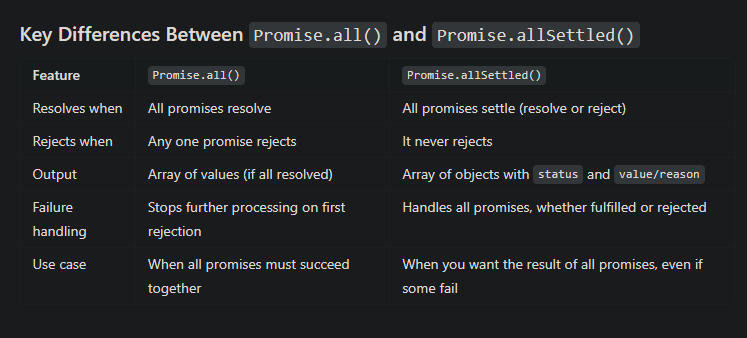 Key Differences Between Promise.all() and Promise.allSettled()
Feature Promise.all() Promise.allSettled()
Resolves when All promises resolve All promises settle (resolve or reject)
Rejects when Any one promise rejects It never rejects
Output Array of values (if all resolved) Array of objects with status and value/reason
Failure Stops further processing on first Handles all promises, whether fulfilled or rejected
handling rejection
Use case When all promises must succeed When you want the result of all promises, even if
together some fail